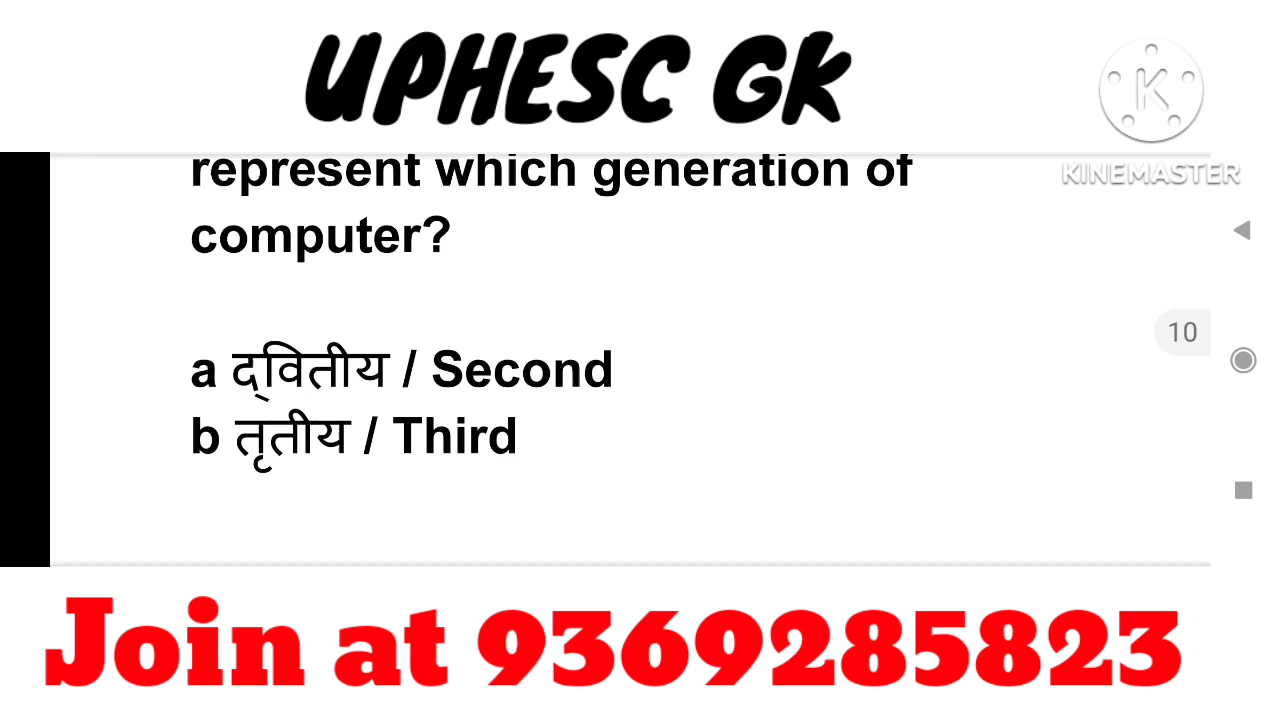 UPHESC GK
K
KINEMASTER
represent which generation of
computer?
10
a द्वितीय / Second
b तृतीय / Third
Join at 9369285823